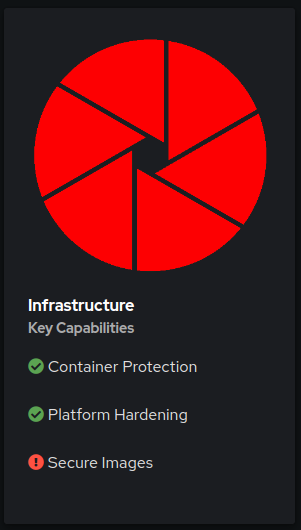 Infrastructure
Key Capabilities
Container Protection
Platform Hardening
Secure Images